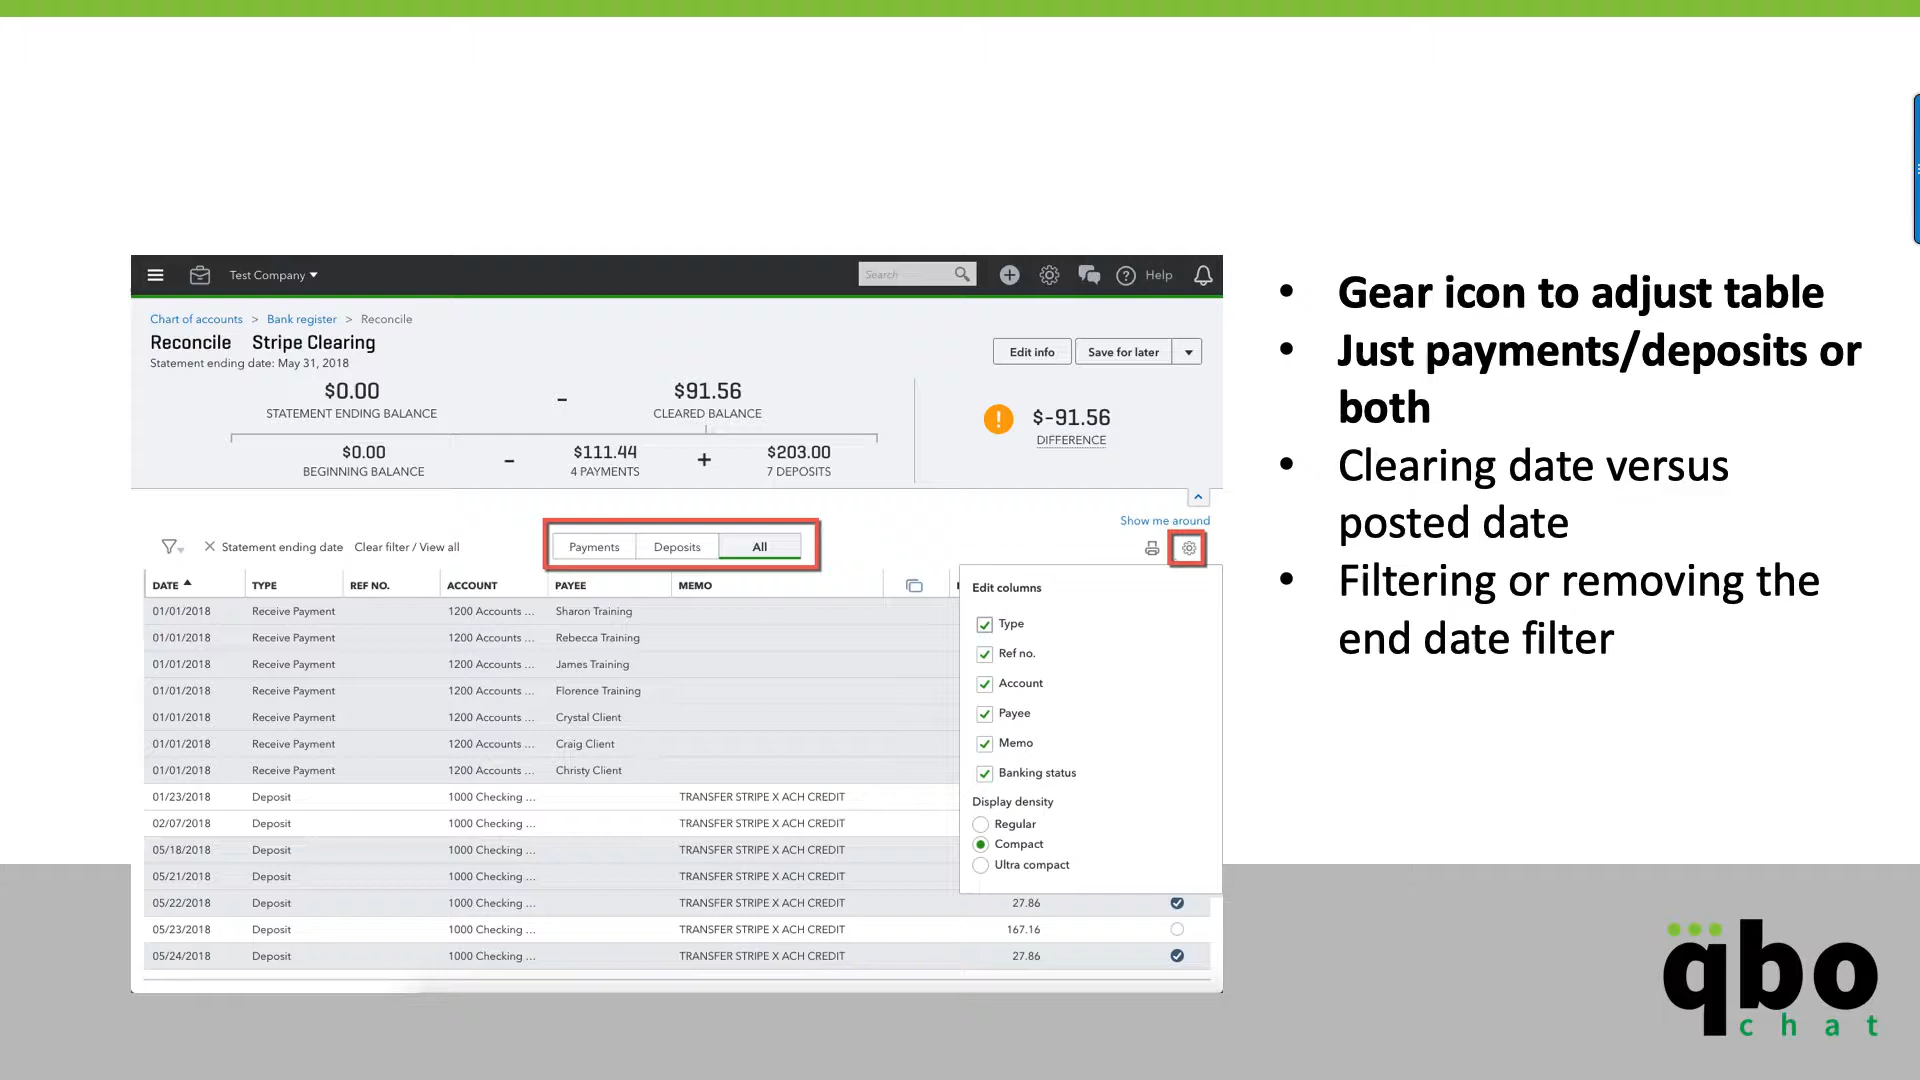 Test Company
Search
Help
Chart of accounts > Bank register > Reconcile
Reconcile Stripe Clearing
Statement ending date: May 31, 2018
Edit info
Save for later
$0.00
STATEMENT ENDING BALANCE
-
$91.56
CLEARED BALANCE
$0.00
BEGINNING BALANCE
-
$111.44
4 PAYMENTS
+
$203.00
7 DEPOSITS
$-91.56
DIFFERENCE
Show me around
Statement ending date Clear filter / View all
Payments Deposits All
DATE TYPE REF NO. ACCOUNT PAYEE MEMO
01/01/2018 Receive Payment 1200 Accounts ... Sharon Training
01/01/2018 Receive Payment 1200 Accounts ... Rebecca Training
01/01/2018 Receive Payment 1200 Accounts ... James Training
01/01/2018 Receive Payment 1200 Accounts ... Florence Training
01/01/2018 Receive Payment 1200 Accounts ... Crystal Client
01/01/2018 Receive Payment 1200 Accounts ... Craig Client
01/01/2018 Receive Payment 1200 Accounts ... Christy Client
01/23/2018 Deposit 1000 Checking ... TRANSFER STRIPE X ACH CREDIT
02/07/2018 Deposit 1000 Checking ... TRANSFER STRIPE X ACH CREDIT
05/18/2018 Deposit 1000 Checking ... TRANSFER STRIPE X ACH CREDIT
05/21/2018 Deposit 1000 Checking ... TRANSFER STRIPE X ACH CREDIT
05/22/2018 Deposit 1000 Checking ... TRANSFER STRIPE X ACH CREDIT 27.86
05/23/2018 Deposit 1000 Checking ... TRANSFER STRIPE X ACH CREDIT 167.16
05/24/2018 Deposit 1000 Checking ... TRANSFER STRIPE X ACH CREDIT 27.86
Edit columns
Type
Ref no.
Account
Payee
Memo
Banking status
Display density
Regular
Compact
Ultra compact
• Gear icon to adjust table
• Just payments/deposits or
both
• Clearing date versus
posted date
• Filtering or removing the
end date filter
qbo
chat